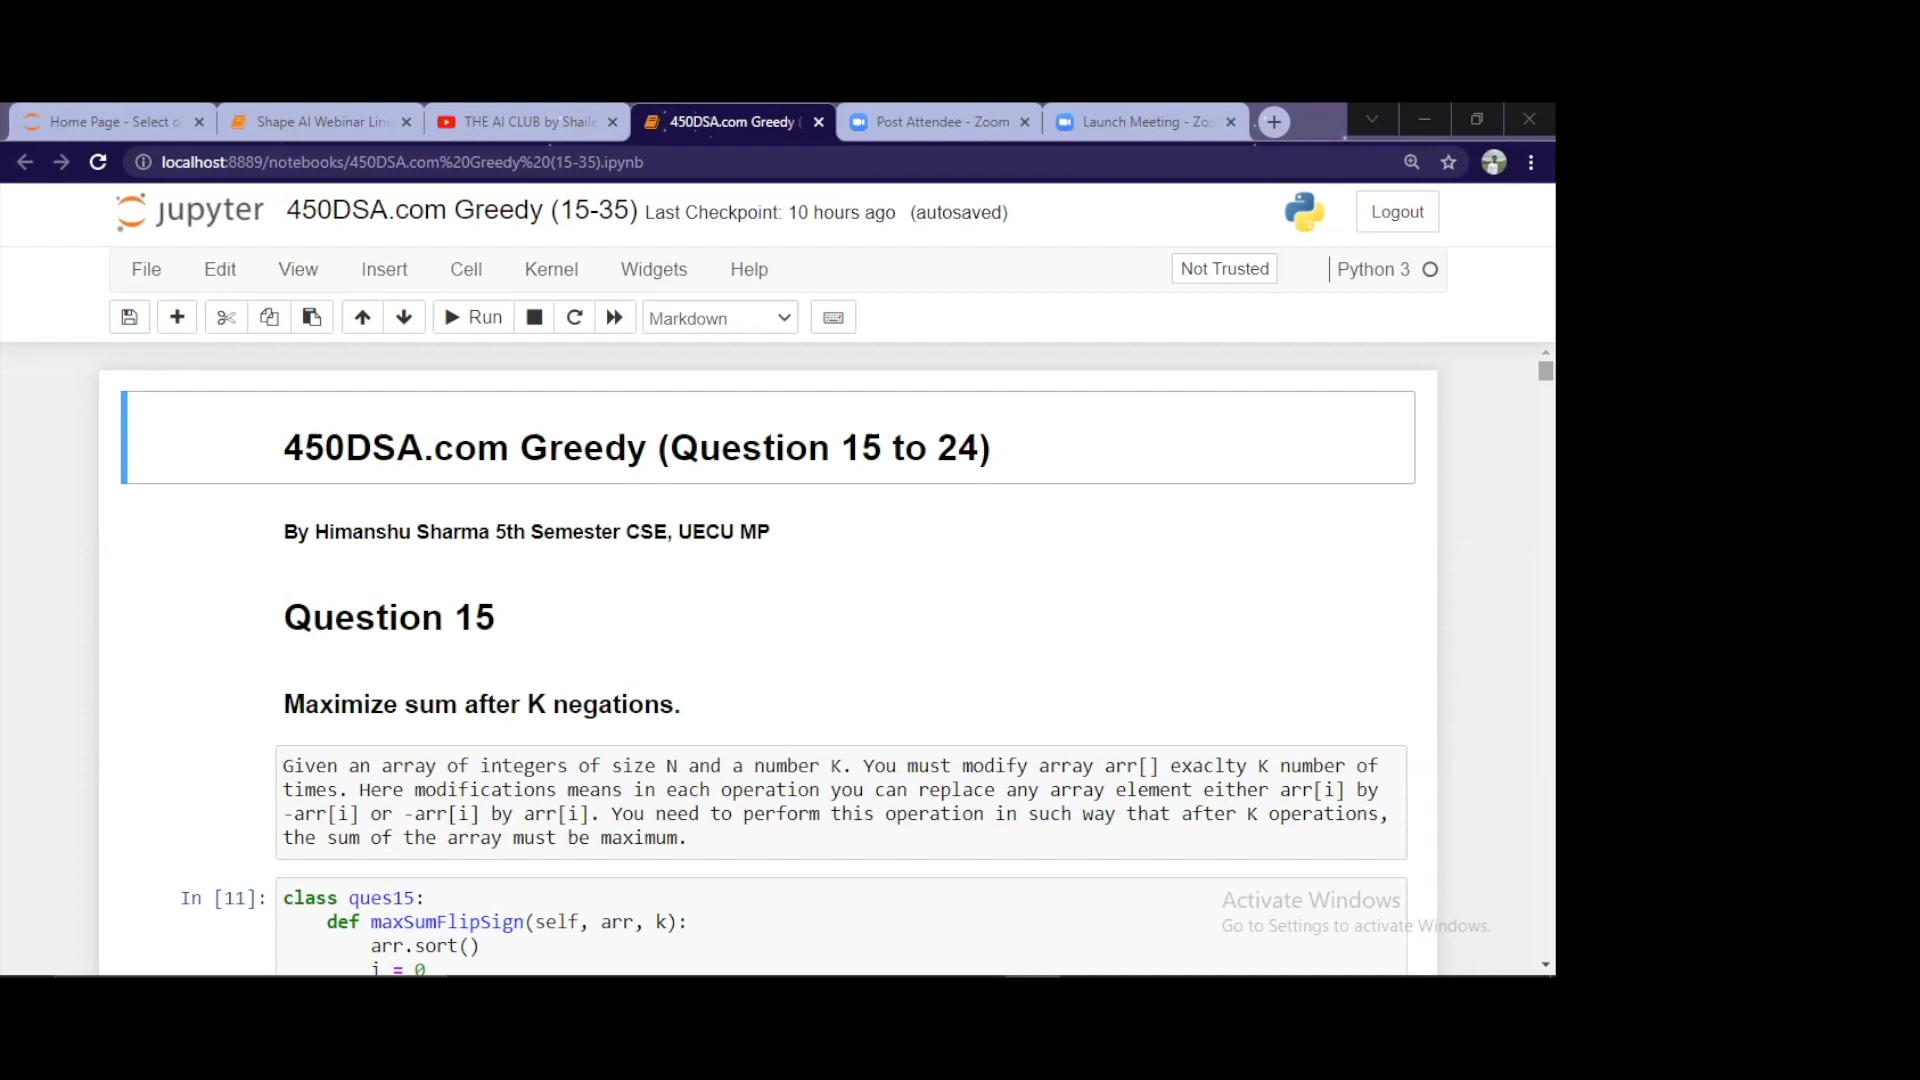 Home Page - Select o
Shape AI Webinar Lin
THE AI CLUB by Shaile
450DSA.com Greedy (
Post Attendee - Zoom
Launch Meeting - Zo
localhost:8889/notebooks/450DSA.com%20Greedy%20(15-35).ipynb
jupyter 450DSA.com Greedy (15-35) Last Checkpoint: 10 hours ago (autosaved)
Logout
File Edit View Insert Cell Kernel Widgets Help
Not Trusted
Python 3
Run
Markdown
450DSA.com Greedy (Question 15 to 24)
By Himanshu Sharma 5th Semester CSE, UECU MP
Question 15
Maximize sum after K negations.
Given an array of integers of size N and a number K. You must modify array arr[] exaclty K number of
times. Here modifications means in each operation you can replace any array element either arr[i] by
-arr[i] or -arr[i] by arr[i]. You need to perform this operation in such way that after K operations,
the sum of the array must be maximum.
In [11]: class ques15:
def maxSumFlipSign(self, arr, k):
arr.sort()
i = 0
Activate Windows
Go to Settings to activate Windows.